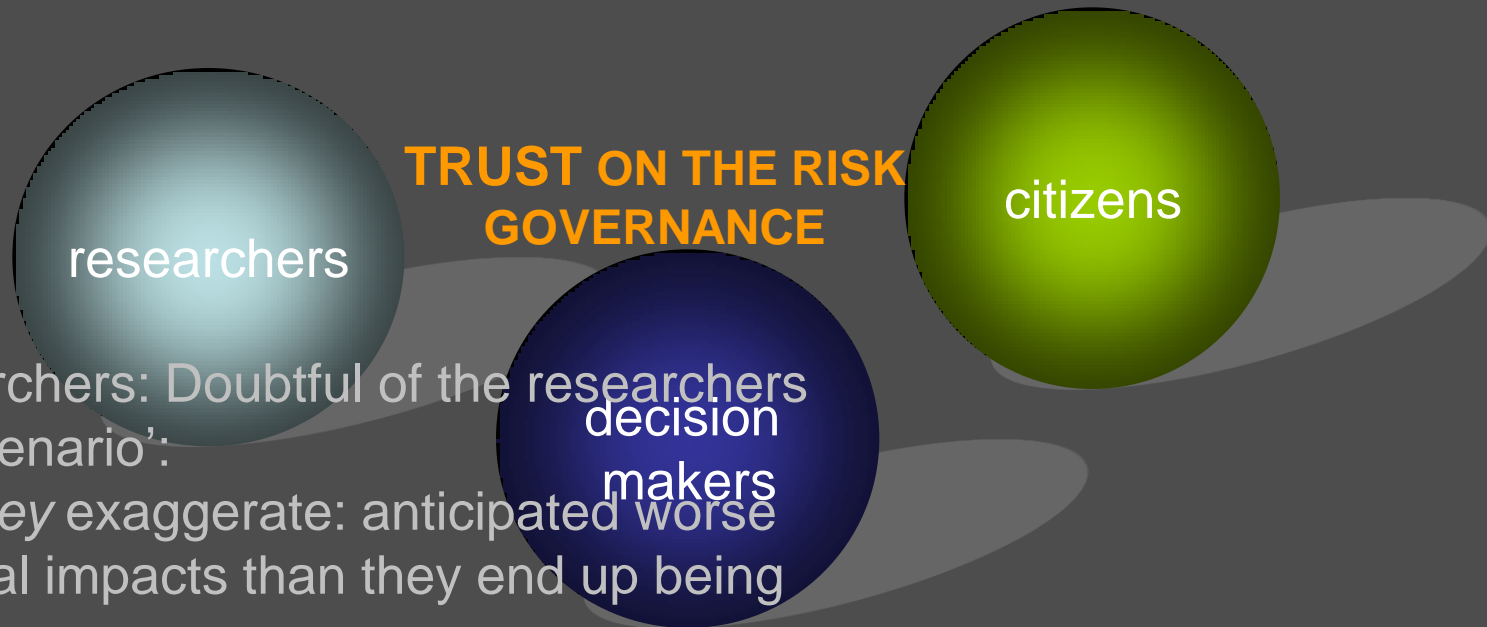 TRUST ON THE RISK
GOVERNANCE
citizens
researchers
decision
makers
rchers: Doubtful of the researchers
enario’:
ey exaggerate: anticipated worse
al impacts than they end up being